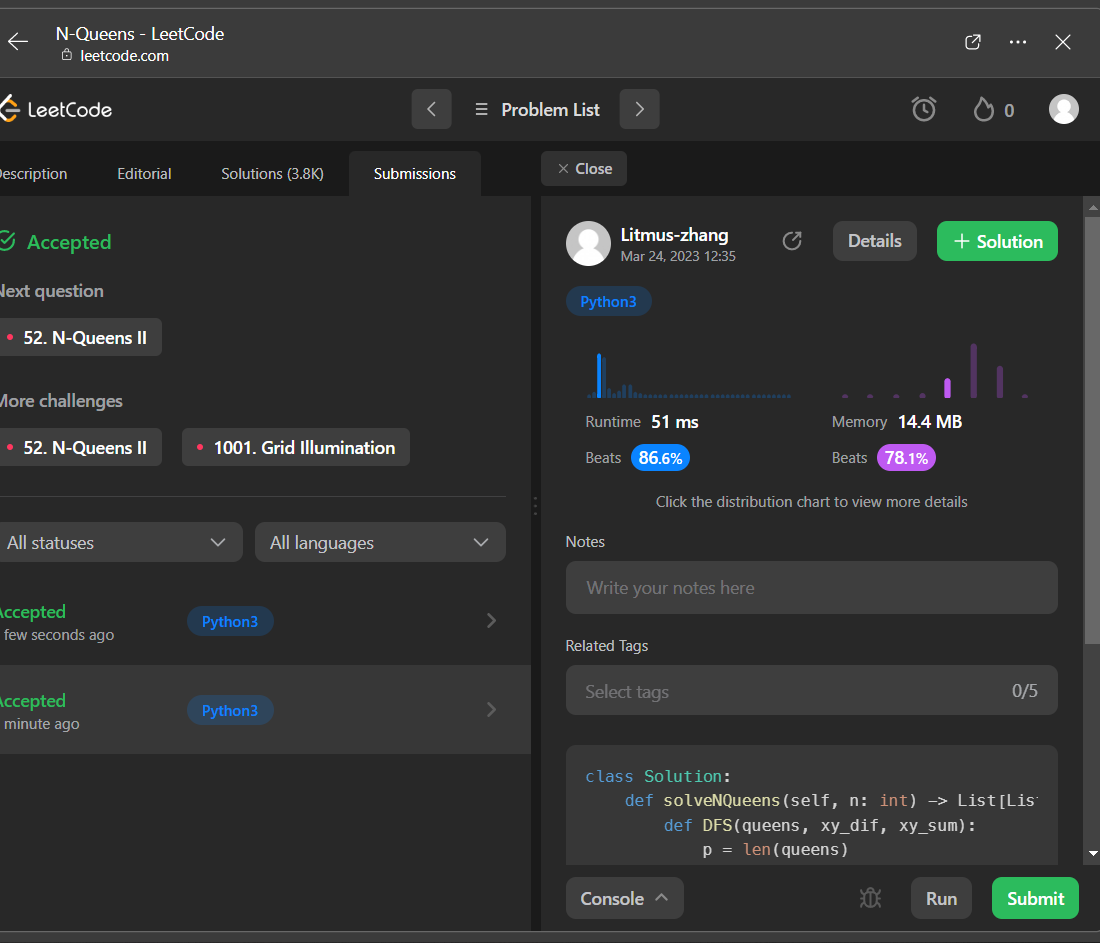 N-Queens - LeetCode
leetcode.com
LeetCode
Problem List
0
escription
Editorial
Solutions (3.8K)
Submissions
Close
Accepted
Next question
52. N-Queens II
More challenges
52. N-Queens II
1001. Grid Illumination
All statuses
All languages
Accepted
few seconds ago
Python3
Accepted
minute ago
Python3
Litmus-zhang
Mar 24, 2023 12:35
Details
+ Solution
Python3
Runtime 51 ms
Beats 86.6%
Memory 14.4 MB
Beats 78.1%
Click the distribution chart to view more details
Notes
Write your notes here
Related Tags
Select tags
0/5
class Solution:
    def solveNQueens(self, n: int) -> List[Lis
        def DFS(queens, xy_dif, xy_sum):
            p = len(queens)
Console
Run
Submit